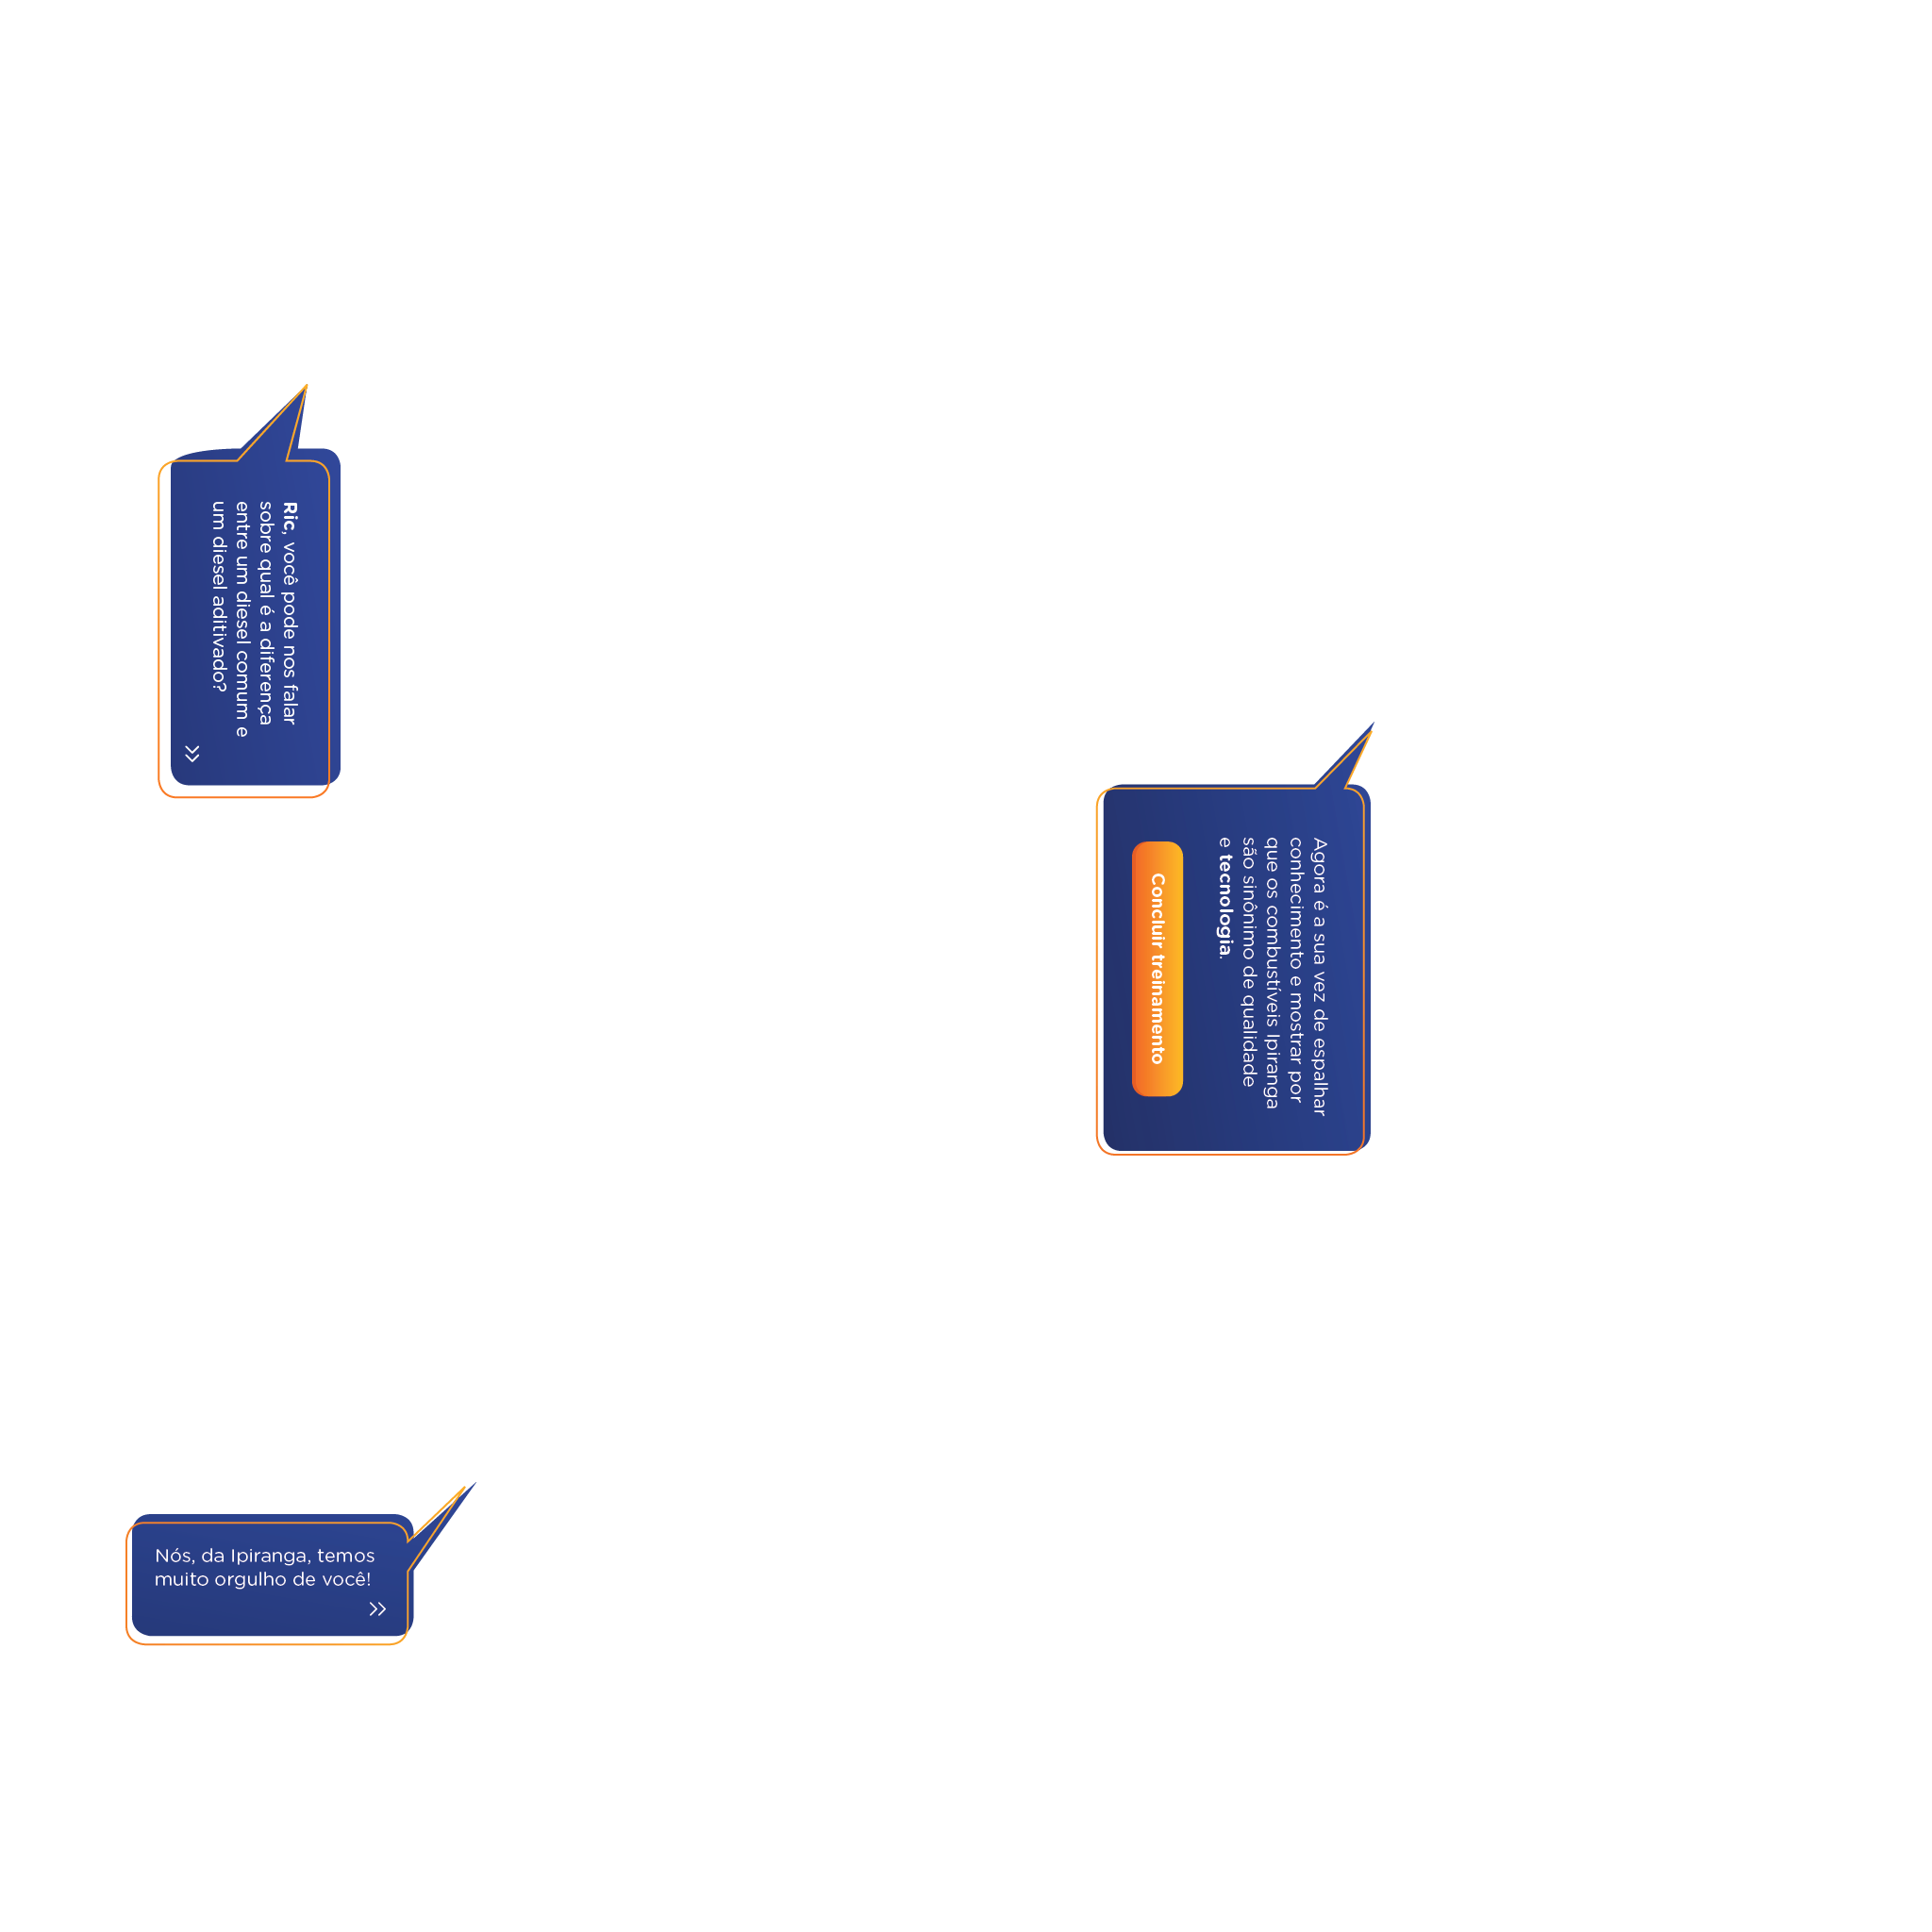 Ric, você pode nos falar
sobre qual é a diferença
entre um diesel comum e
um diesel aditivado?
Agora é a sua vez de espalhar
conhecimento e mostrar por
que os combustíveis Ipiranga
são sinônimo de qualidade
e tecnologia.
Concluir treinamento
Nós, da Ipiranga, temos
muito orgulho de você!